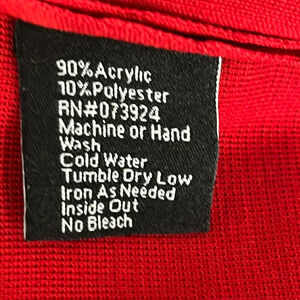 90%Acrylic
10%Polyester
RN#073924
Machine or Hand
Wash
Cold Water
Tumble Dry Low
Iron As Needed
Inside Out
No Bleach